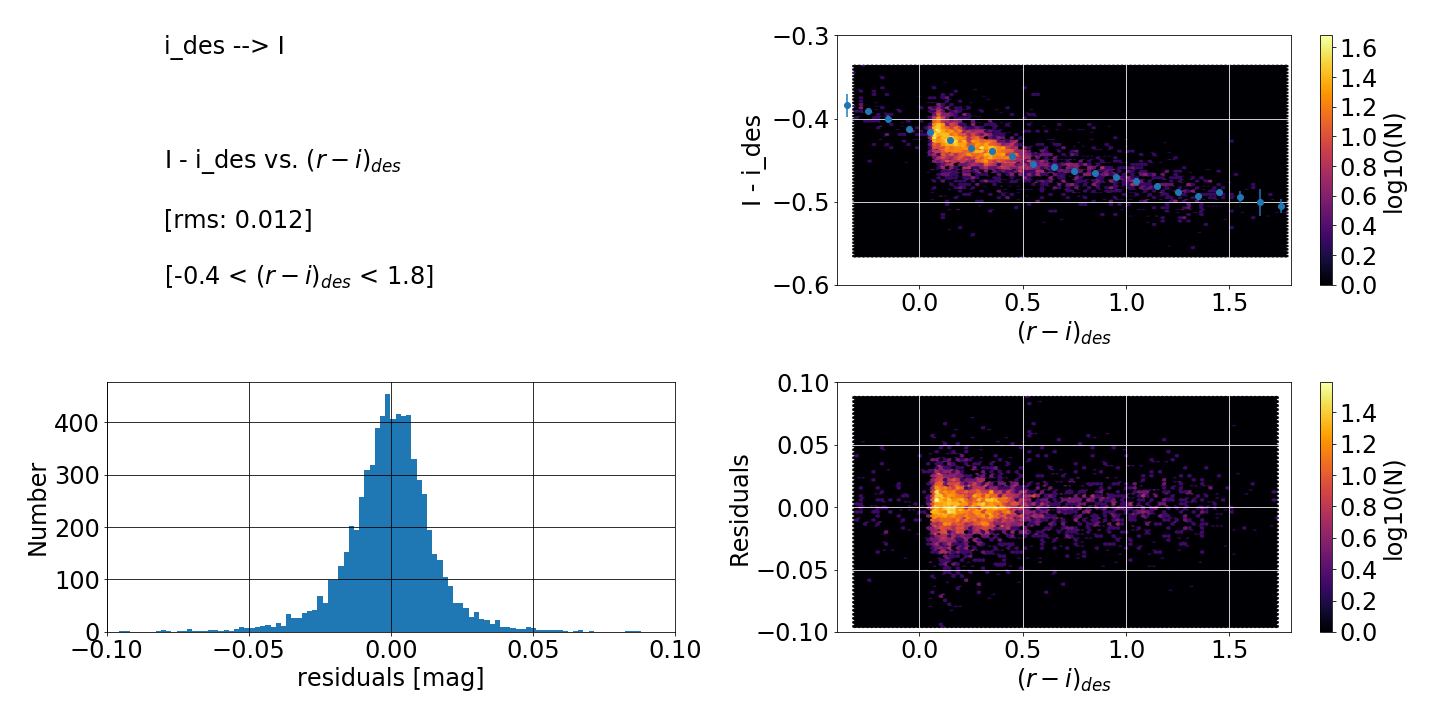 i_des --> I
I - i_des vs. (r − i)des
[rms: 0.012]
[-0.4 < (r − i)des < 1.8]
−0.3
−0.4
−0.5
−0.6
I - i_des
0.0 0.5 1.0 1.5
(r − i)des
1.6
1.4
1.2
1.0
0.8
0.6
0.4
0.2
0.0
log10(N)
400
300
200
100
0
Number
−0.10 −0.05 0.00 0.05 0.10
residuals [mag]
0.10
0.05
0.00
−0.05
−0.10
Residuals
0.0 0.5 1.0 1.5
(r − i)des
1.4
1.2
1.0
0.8
0.6
0.4
0.2
0.0
log10(N)